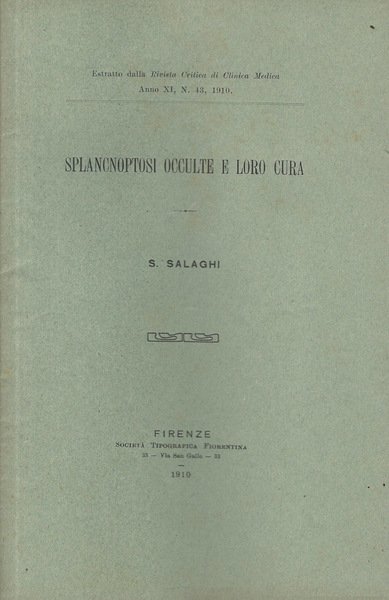 Estratto dalla Rivista Critica di Clinica Medica
Anno XI, N. 43, 1910.
SPLANCNOPTOSI OCCULTE E LORO CURA
S. SALAGHI
FIRENZE
SOCIETÀ TIPOGRAFICA FIORENTINA
33 — Via San Gallo — 33
1910